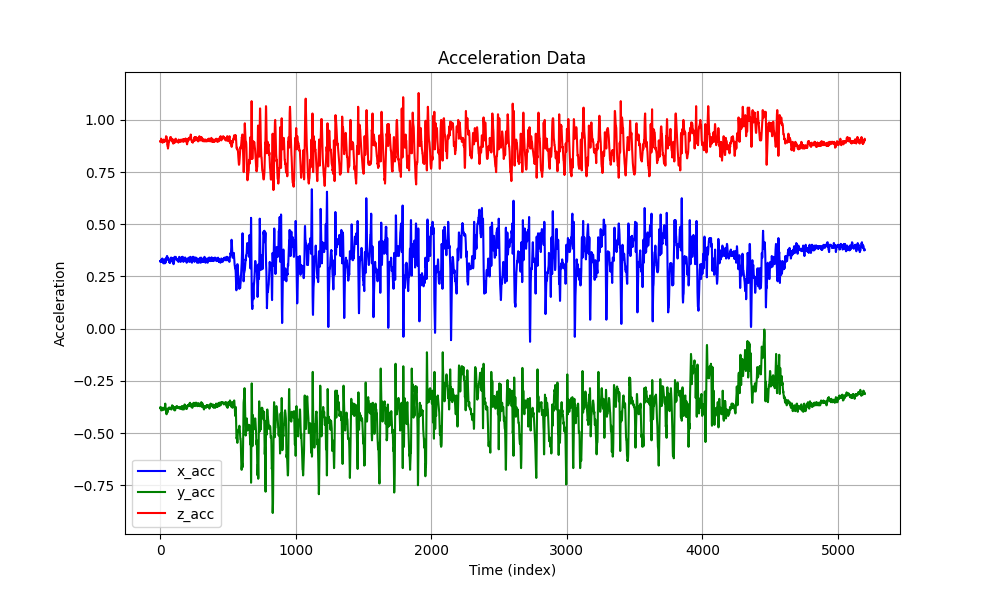 Acceleration Data
Acceleration
1.00
0.75
0.50
0.25
0.00
−0.25
−0.50
−0.75
x_acc
y_acc
z_acc
0 1000 2000 3000 4000 5000
Time (index)